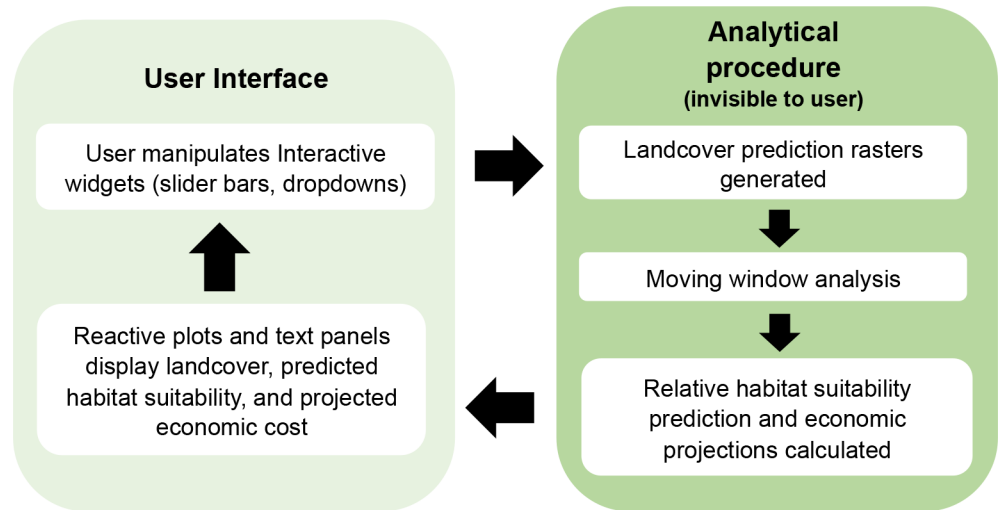 User Interface
User manipulates Interactive
widgets (slider bars, dropdowns)
Reactive plots and text panels
display landcover, predicted
habitat suitability, and projected
economic cost
Analytical
procedure
(invisible to user)
Landcover prediction rasters
generated
Moving window analysis
Relative habitat suitability
prediction and economic
projections calculated